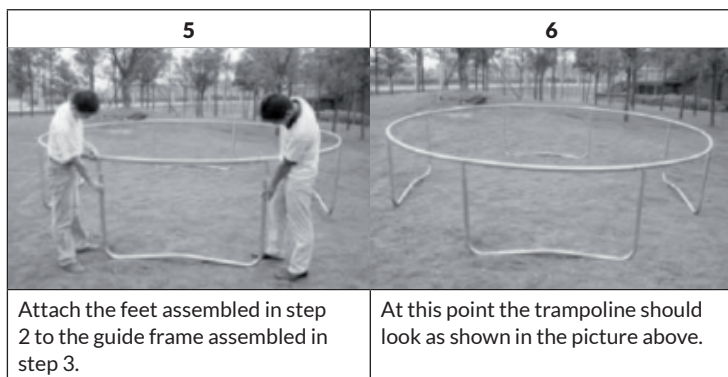 5
6
Attach the feet assembled in step
2 to the guide frame assembled in
step 3.
At this point the trampoline should
look as shown in the picture above.